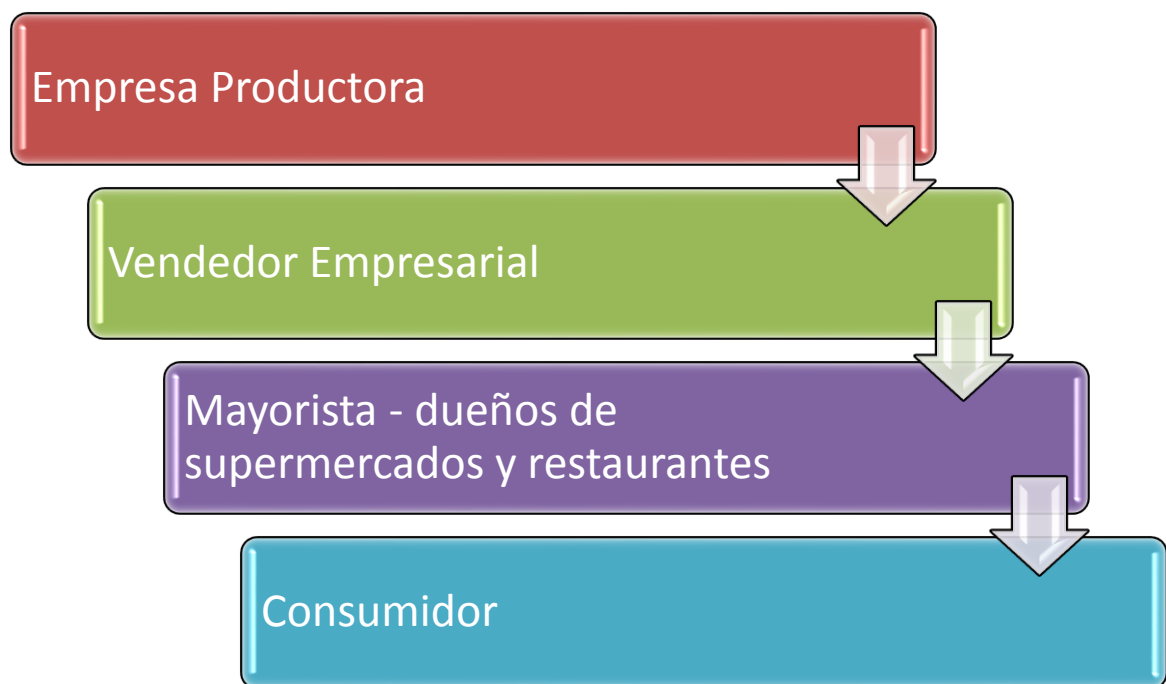 Empresa Productora
Vendedor Empresarial
Mayorista - dueños de
supermercados y restaurantes
Consumidor